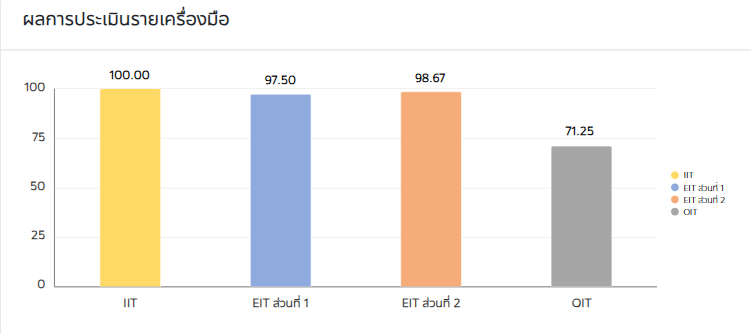 ผลการประเมินรายเครื่องมือ
100.00
97.50
98.67
71.25
100
75
50
25
0
IIT
EIT ส่วนที่ 1
EIT ส่วนที่ 2
OIT
IIT
EIT ส่วนที่ 1
EIT ส่วนที่ 2
OIT